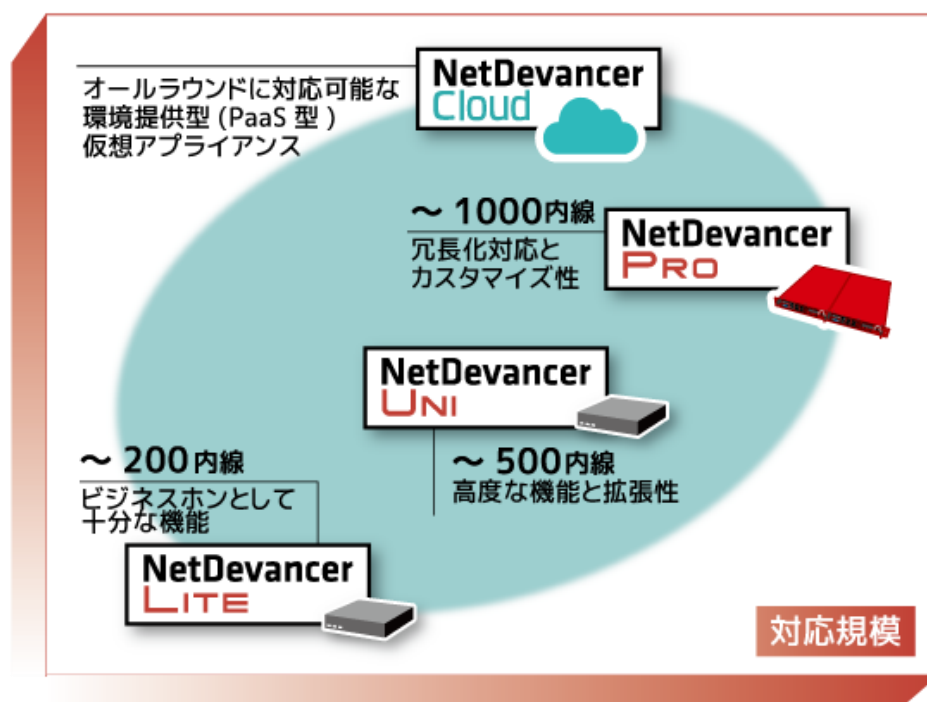 NetDevancer
Cloud
オールラウンドに対応可能な
環境提供型(PaaS型)
仮想アプライアンス
～1000内線
冗長化対応と
カスタマイズ性
NetDevancer
PRO
NetDevancer
UNI
～500内線
高度な機能と拡張性
～200内線
ビジネスホンとして
十分な機能
NetDevancer
LITE
対応規模